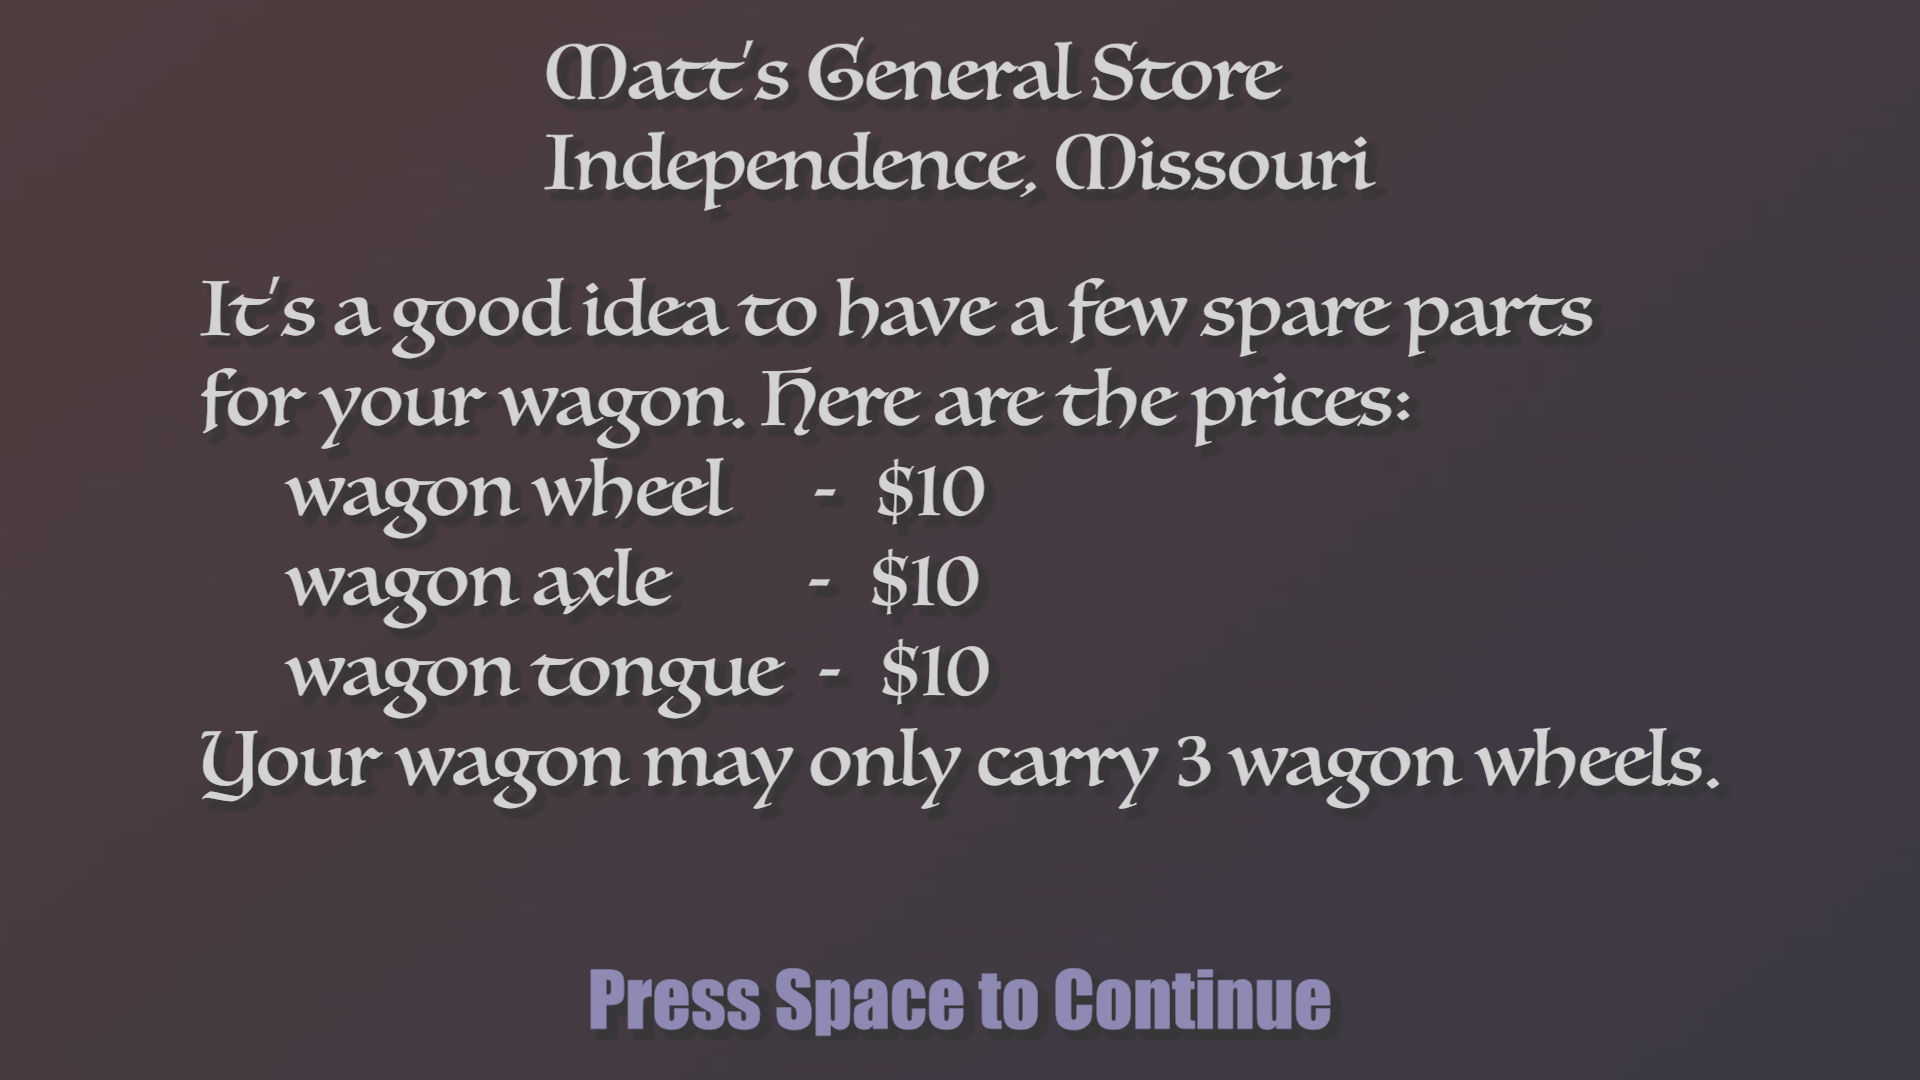 Matt's General Store
Independence, Missouri
It's a good idea to have a few spare parts
for your wagon. Here are the prices:
wagon wheel - $10
wagon axle - $10
wagon tongue - $10
Your wagon may only carry 3 wagon wheels.
Press Space to Continue